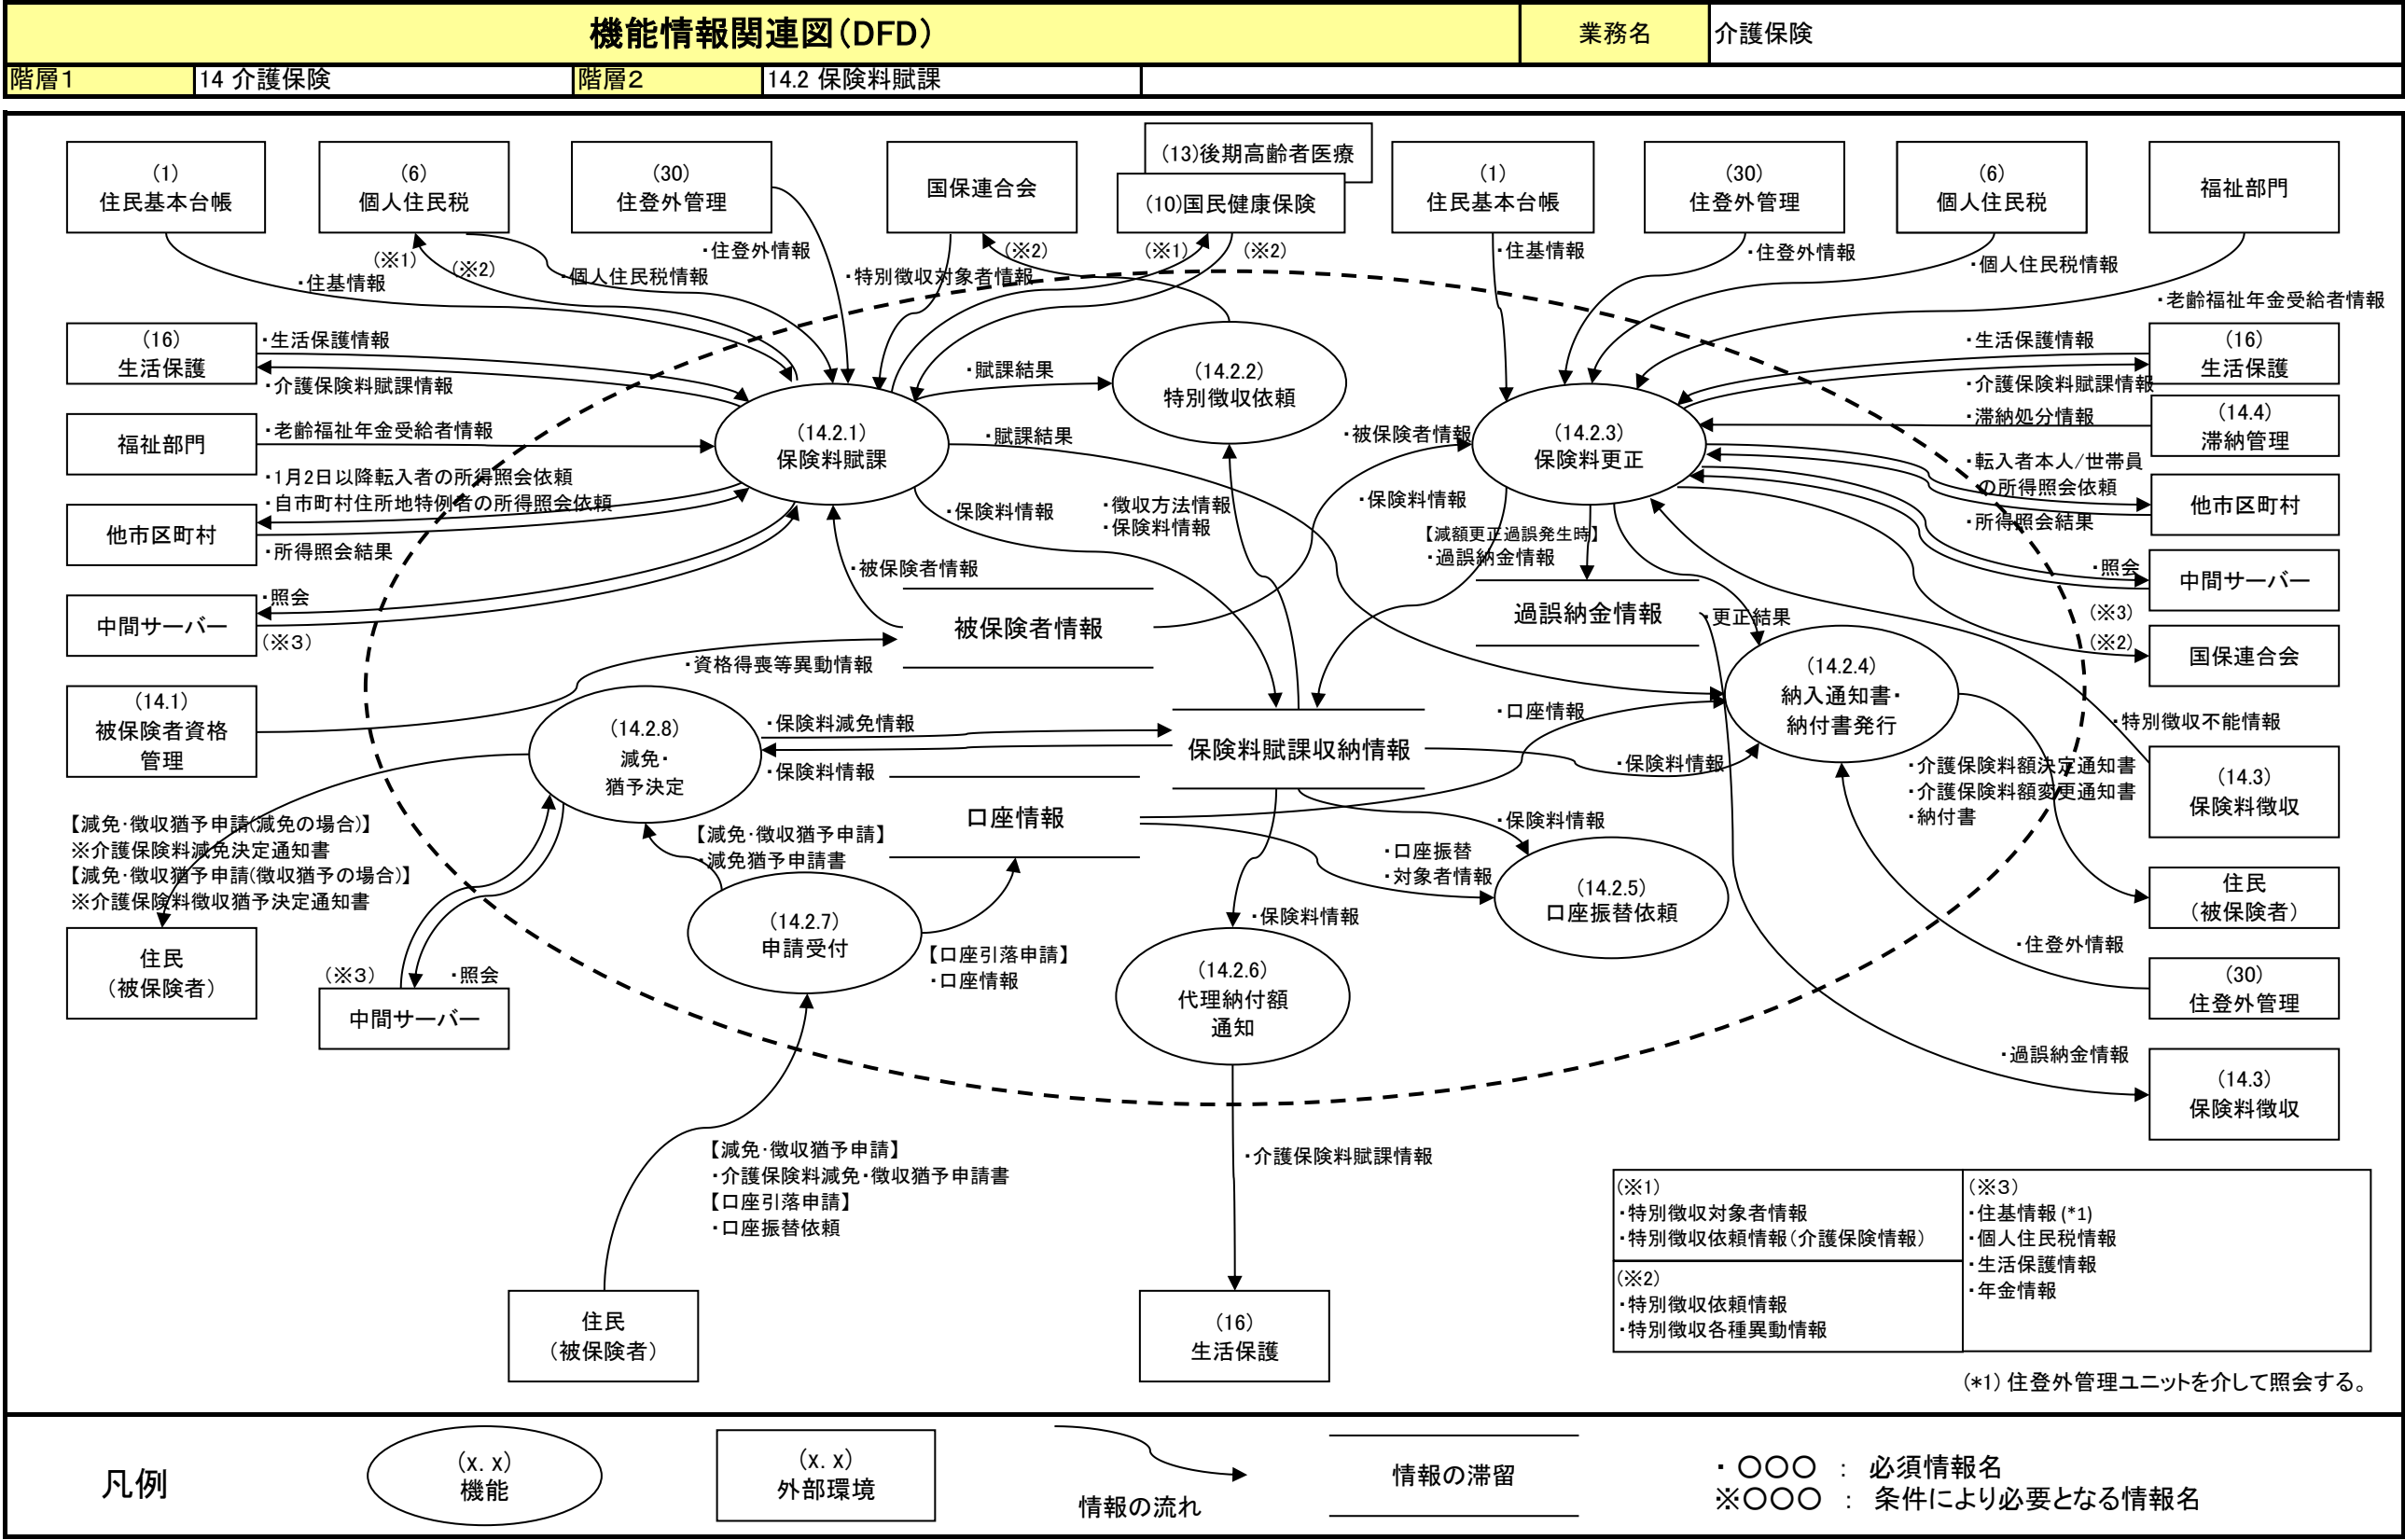 機能情報関連図（DFD）
業務名
介護保険
階層１
14 介護保険
階層２
14.2 保険料賦課
（1）
住民基本台帳
（6）
個人住民税
（30）
住登外管理
国保連合会
（13）後期高齢者医療
（10）国民健康保険
（1）
住民基本台帳
（30）
住登外管理
（6）
個人住民税
福祉部門
（※1）
（※2）
・住基情報
・個人住民税情報
・住登外情報
・特別徴収対象者情報
（※2）
（※1）
（※2）
・住基情報
・住登外情報
・個人住民税情報
・老齢福祉年金受給者情報
（16）
生活保護
・生活保護情報
・介護保険料賦課情報
福祉部門
・老齢福祉年金受給者情報
・1月2日以降転入者の所得照会依頼
・自市町村住所地特例者の所得照会依頼
他市区町村
・所得照会結果
中間サーバー
・照会
（※３）
（14.1）
被保険者資格
管理
・資格得喪等異動情報
（14.2.1）
保険料賦課
・賦課結果
・賦課結果
（14.2.2）
特別徴収依頼
・保険料情報
・徴収方法情報
・保険料情報
・被保険者情報
被保険者情報
・被保険者情報
・保険料情報
（14.2.3）
保険料更正
【減額更正過誤発生時】
・過誤納金情報
過誤納金情報
・更正結果
・生活保護情報
・介護保険料賦課情報
（16）
生活保護
・滞納処分情報
（14.4）
滞納管理
・転入者本人/世帯員
の所得照会依頼
・所得照会結果
他市区町村
・照会
中間サーバー
（※３）
（※２）
国保連合会
・特別徴収不能情報
（14.3）
保険料徴収
（14.2.4）
納入通知書・
納付書発行
・介護保険料額決定通知書
・介護保険料額変更通知書
・納付書
住民
（被保険者）
・住登外情報
（30）
住登外管理
・過誤納金情報
（14.3）
保険料徴収
（14.2.8）
減免・
猶予決定
・保険料減免情報
・保険料情報
保険料賦課収納情報
・口座情報
・保険料情報
口座情報
・保険料情報
・口座振替
・対象者情報
（14.2.5）
口座振替依頼
・保険料情報
（14.2.6）
代理納付額
通知
【減免・徴収猶予申請】
・減免猶予申請書
（14.2.7）
申請受付
【口座引落申請】
・口座情報
【減免・徴収猶予申請（減免の場合）】
※介護保険料減免決定通知書
【減免・徴収猶予申請（徴収猶予の場合）】
※介護保険料徴収猶予決定通知書
住民
（被保険者）
（※３）
・照会
中間サーバー
【減免・徴収猶予申請】
・介護保険料減免・徴収猶予申請書
【口座引落申請】
・口座振替依頼
住民
（被保険者）
・介護保険料賦課情報
（16）
生活保護
（※1）
・特別徴収対象者情報
・特別徴収依頼情報（介護保険情報）
（※2）
・特別徴収依頼情報
・特別徴収各種異動情報
（※３）
・住基情報(*1)
・個人住民税情報
・生活保護情報
・年金情報
(*1)住登外管理ユニットを介して照会する。
凡例
（x. x）
機能
（x. x）
外部環境
情報の流れ
情報の滞留
・ 〇〇〇 ： 必須情報名
※〇〇〇 ： 条件により必要となる情報名